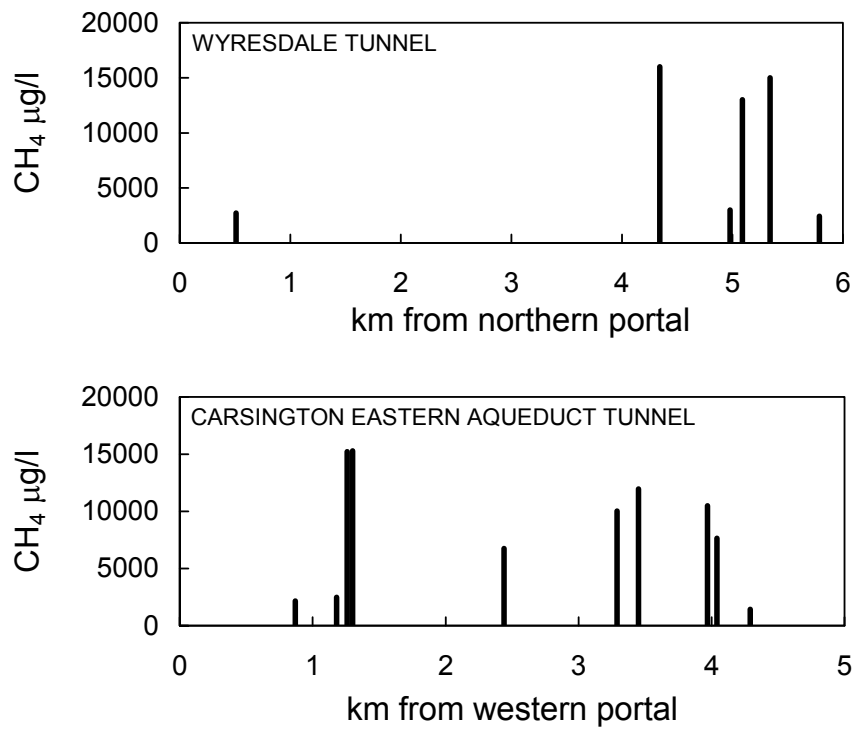 20000
WYRESDALE TUNNEL
15000
10000
5000
0
CH₄ µg/l
0 1 2 3 4 5 6
km from northern portal
20000
CARSINGTON EASTERN AQUEDUCT TUNNEL
15000
10000
5000
0
CH₄ µg/l
0 1 2 3 4 5
km from western portal